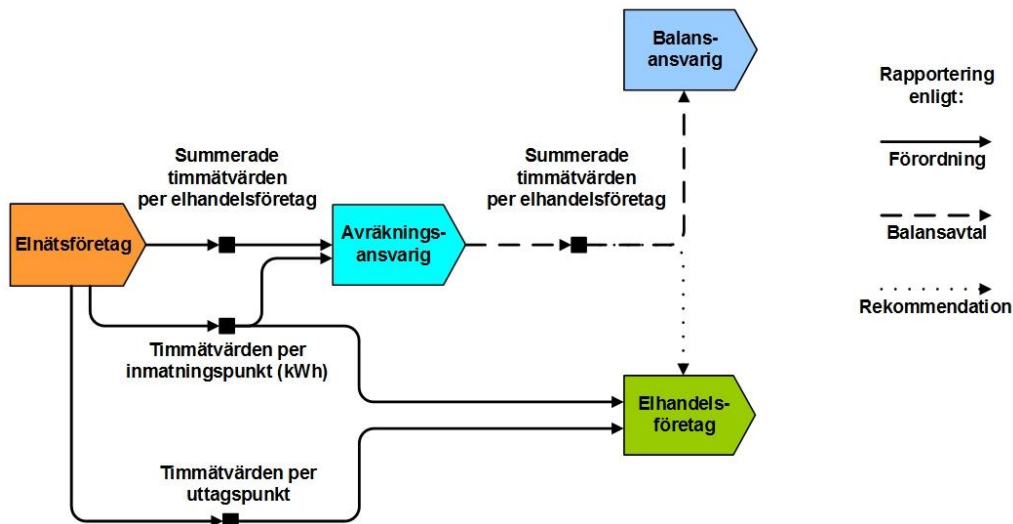 Balans-
ansvarig
Rapportering
enligt:
Förordning
Balansavtal
Rekommendation
Summerade
timmätvärden
per elhandelsföretag
Summerade
timmätvärden
per elhandelsföretag
Elnätsföretag
Avräknings-
ansvarig
Timmätvärden per
inmatningspunkt (kWh)
Elhandels-
företag
Timmätvärden per
uttagspunkt